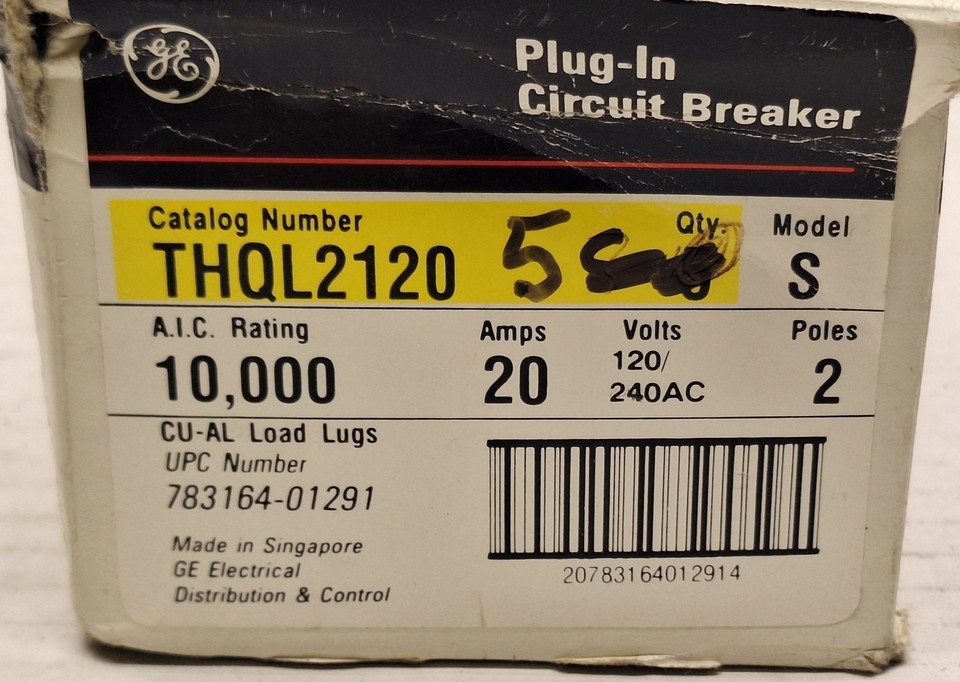 GE
Plug-In
Circuit Breaker
Catalog Number
Qty.
Model
THQL2120
5
S
A.I.C. Rating
Amps
Volts
Poles
10,000
20
120/
240AC
2
CU-AL Load Lugs
UPC Number
783164-01291
Made in Singapore
GE Electrical
Distribution & Control
20783164012914